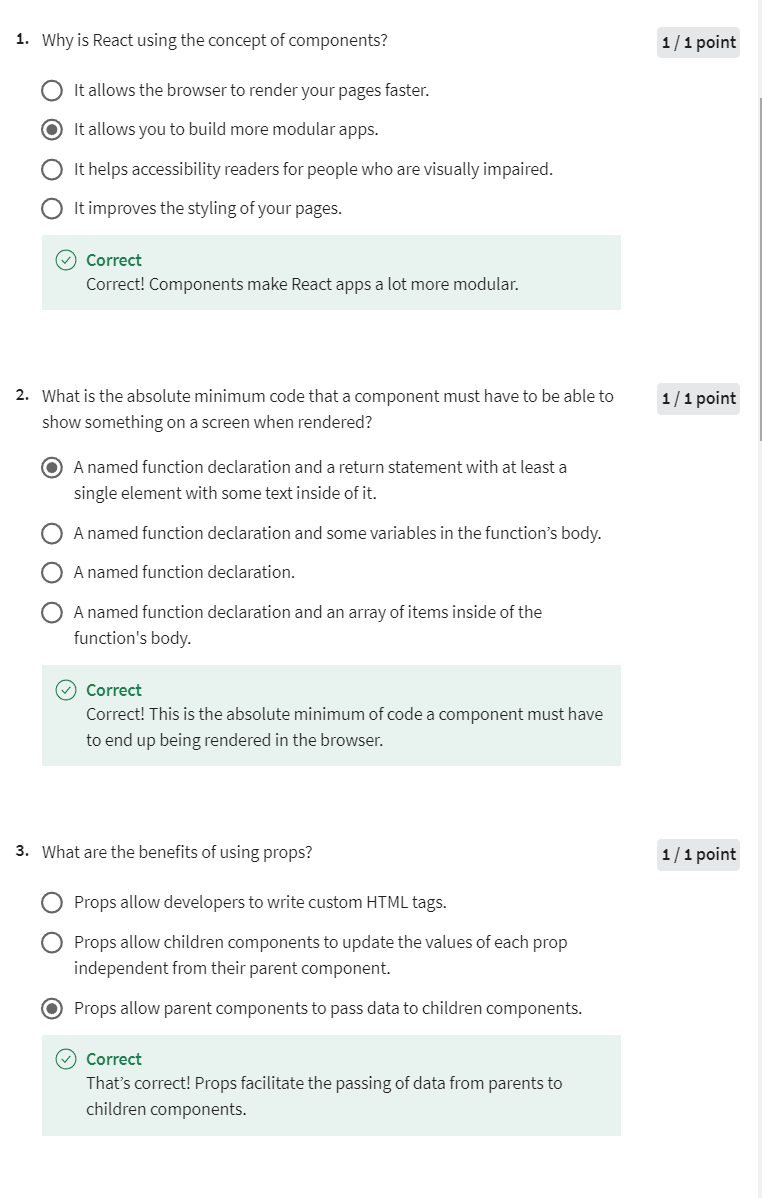 1. Why is React using the concept of components?
1 / 1 point
It allows the browser to render your pages faster.
It allows you to build more modular apps.
It helps accessibility readers for people who are visually impaired.
It improves the styling of your pages.
Correct
Correct! Components make React apps a lot more modular.
2. What is the absolute minimum code that a component must have to be able to
show something on a screen when rendered?
1 / 1 point
A named function declaration and a return statement with at least a
single element with some text inside of it.
A named function declaration and some variables in the function’s body.
A named function declaration.
A named function declaration and an array of items inside of the
function's body.
Correct
Correct! This is the absolute minimum of code a component must have
to end up being rendered in the browser.
3. What are the benefits of using props?
1 / 1 point
Props allow developers to write custom HTML tags.
Props allow children components to update the values of each prop
independent from their parent component.
Props allow parent components to pass data to children components.
Correct
That’s correct! Props facilitate the passing of data from parents to
children components.